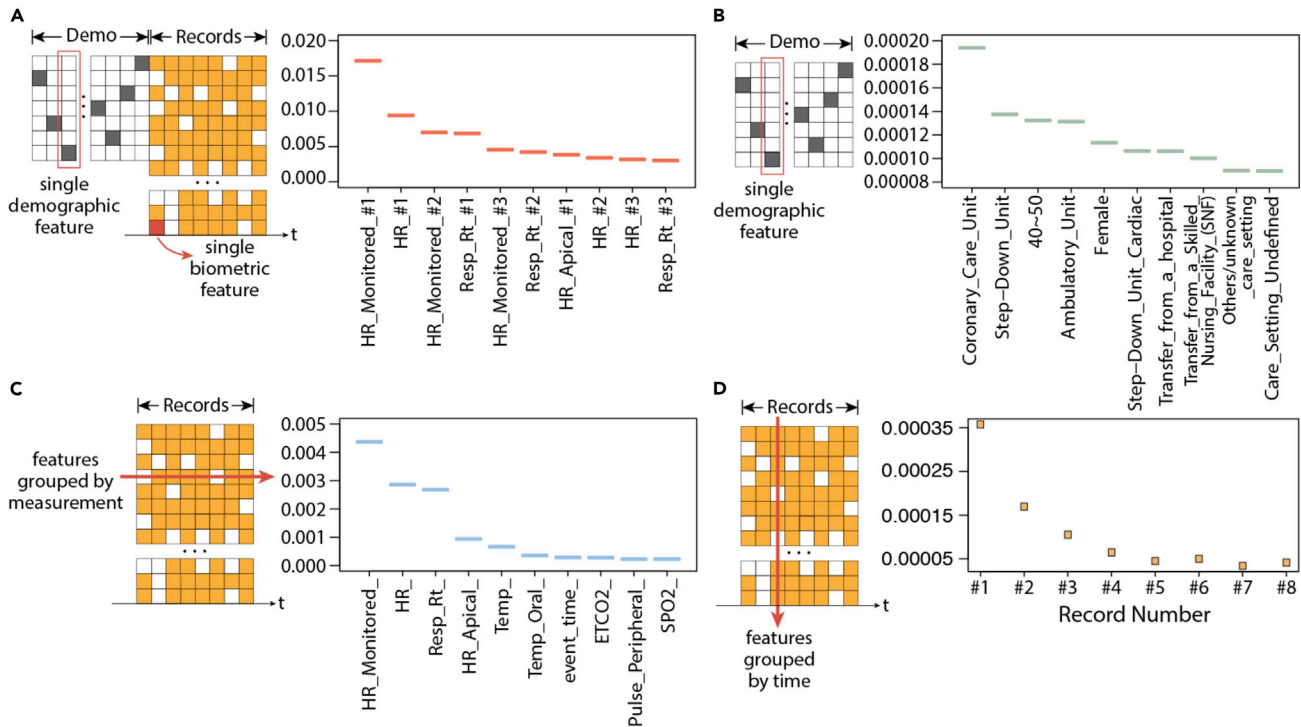 A
Demo
Records
single
demographic
feature
• • •
t
single
biometric
feature
0.020
0.015
0.010
0.005
0.000
HR_Monitored_#1
HR_#1
HR_Monitored_#2
Resp_Rt_#1
HR_Monitored_#3
Resp_Rt_#2
HR_Apical_#1
HR_#2
HR_#3
Resp_Rt_#3
B
Demo
single
demographic
feature
0.00020
0.00018
0.00016
0.00014
0.00012
0.00010
0.00008
Coronary_Care_Unit
Step-Down_Unit
40~50
Ambulatory_Unit
Female
Step-Down_Unit_Cardiac
Transfer_from_a_hospital
Transfer_from_a_Skilled_
Nursing_Facility_(SNF)
Others/unknown
_care_setting
Care_Setting_Undefined
C
Records
features
grouped by
measurement
• • •
t
0.005
0.004
0.003
0.002
0.001
0.000
HR_Monitored_
HR_
Resp_Rt_
HR_Apical_
Temp_
Temp_Oral_
event_time_
ETCO2_
Pulse_Peripheral_
SPO2_
D
Records
• • •
t
features
grouped
by time
0.00035
0.00025
0.00015
0.00005
#1 #2 #3 #4 #5 #6 #7 #8
Record Number